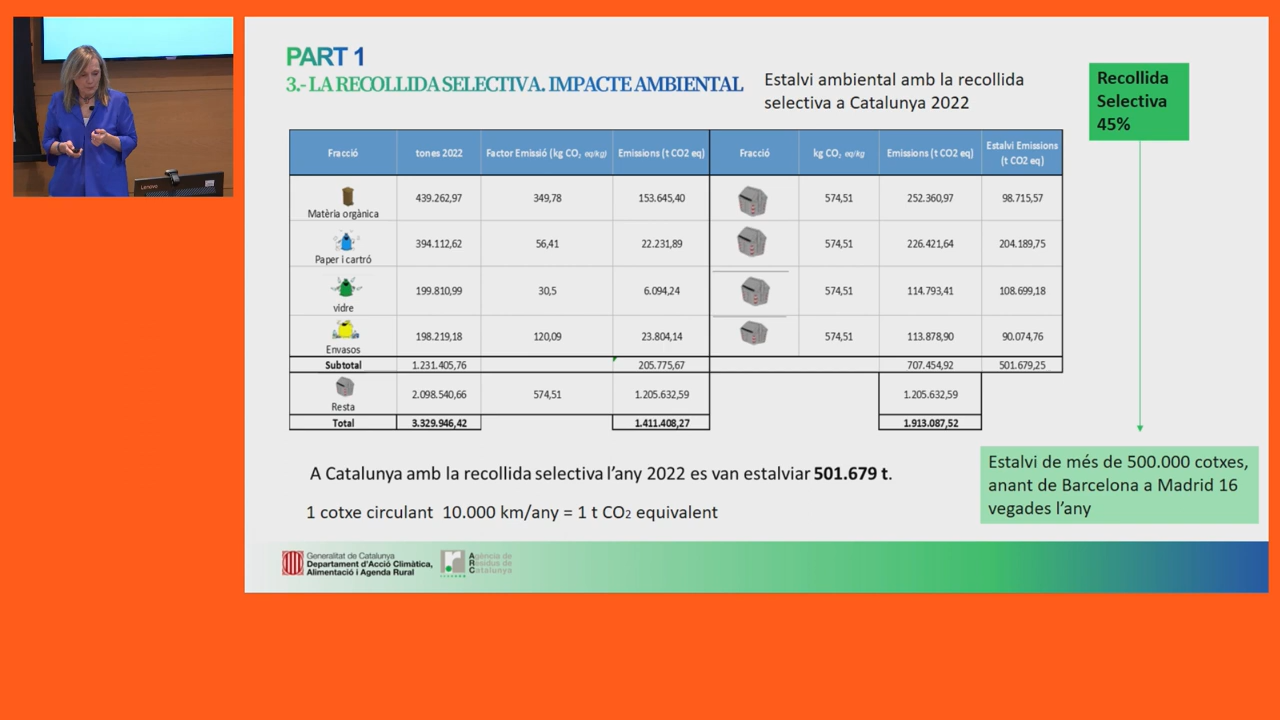 PART 1
3.- LA RECOLLIDA SELECTIVA. IMPACTE AMBIENTAL
Estalvi ambiental amb la recollida
selectiva a Catalunya 2022
Recollida
Selectiva
45%
Fracció tones 2022 Factor Emissió (kg CO2 eq/kg) Emissions (t CO2 eq) Fracció kg CO2 eq/kg Emissions (t CO2 eq) Estalvi Emissions (t CO2 eq)
Matèria orgànica 439.262,97 349,78 153.645,40 574,51 252.360,97 98.715,57
Paper i cartró 394.112,62 56,41 22.231,89 574,51 226.421,64 204.189,75
vidre 199.810,99 30,5 6.094,24 574,51 114.793,41 108.699,18
Envasos 198.219,18 120,09 23.804,14 574,51 113.878,90 90.074,76
Subtotal 1.231.405,76 205.775,67 707.454,92 501.679,25
Resta 2.098.540,66 574,51 1.205.632,59 1.205.632,59
Total 3.329.946,42 1.411.408,27 1.913.087,52
A Catalunya amb la recollida selectiva l'any 2022 es van estalviar 501.679 t.
1 cotxe circulant 10.000 km/any = 1 t CO2 equivalent
Estalvi de més de 500.000 cotxes,
anant de Barcelona a Madrid 16
vegades l'any
Generalitat de Catalunya
Departament d'Acció Climàtica,
Alimentació i Agenda Rural
Agència de
Residus de
Catalunya
Lenovo